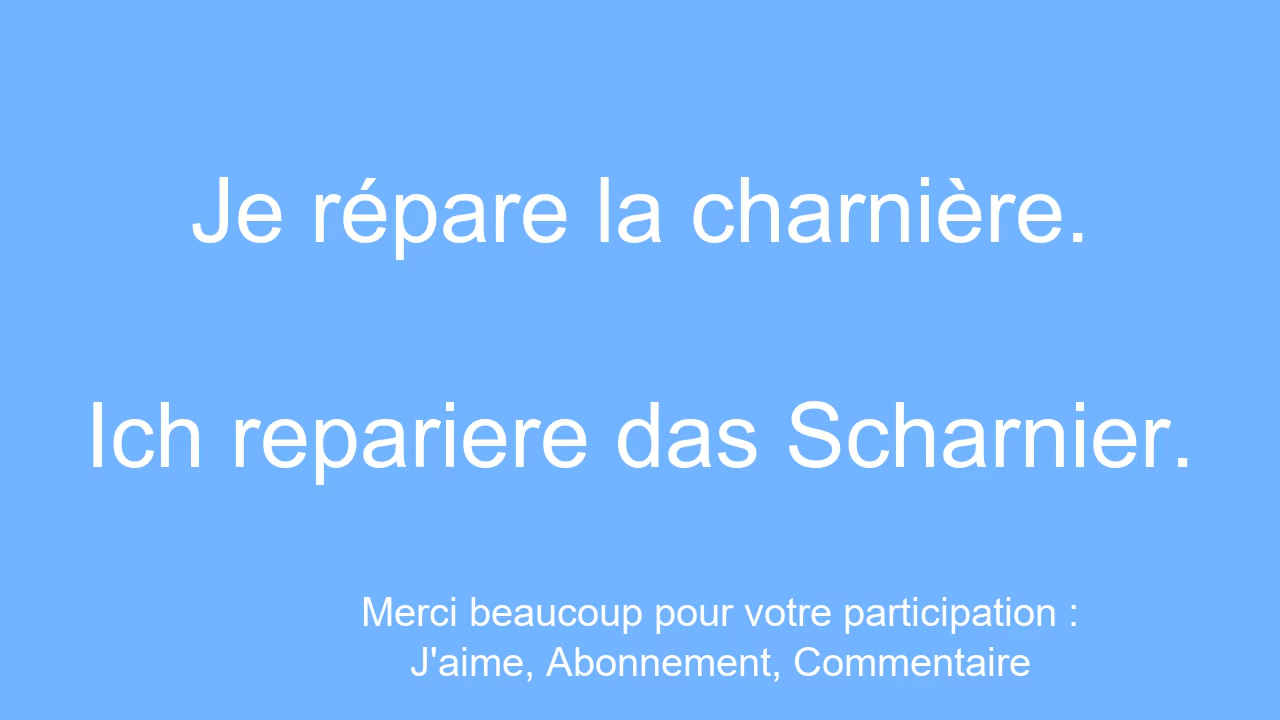 Je répare la charnière.
Ich repariere das Scharnier.
Merci beaucoup pour votre participation :
J'aime, Abonnement, Commentaire